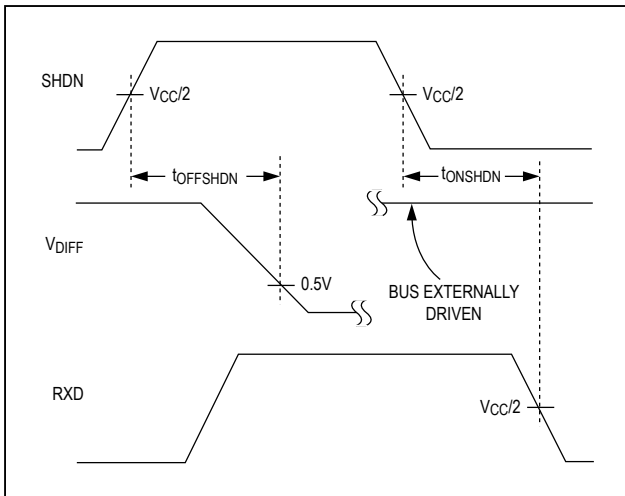 SHDN
VCC/2
VCC/2
tOFFSHDN
tONSHDN
VDIFF
0.5V
BUS EXTERNALLY
DRIVEN
RXD
VCC/2